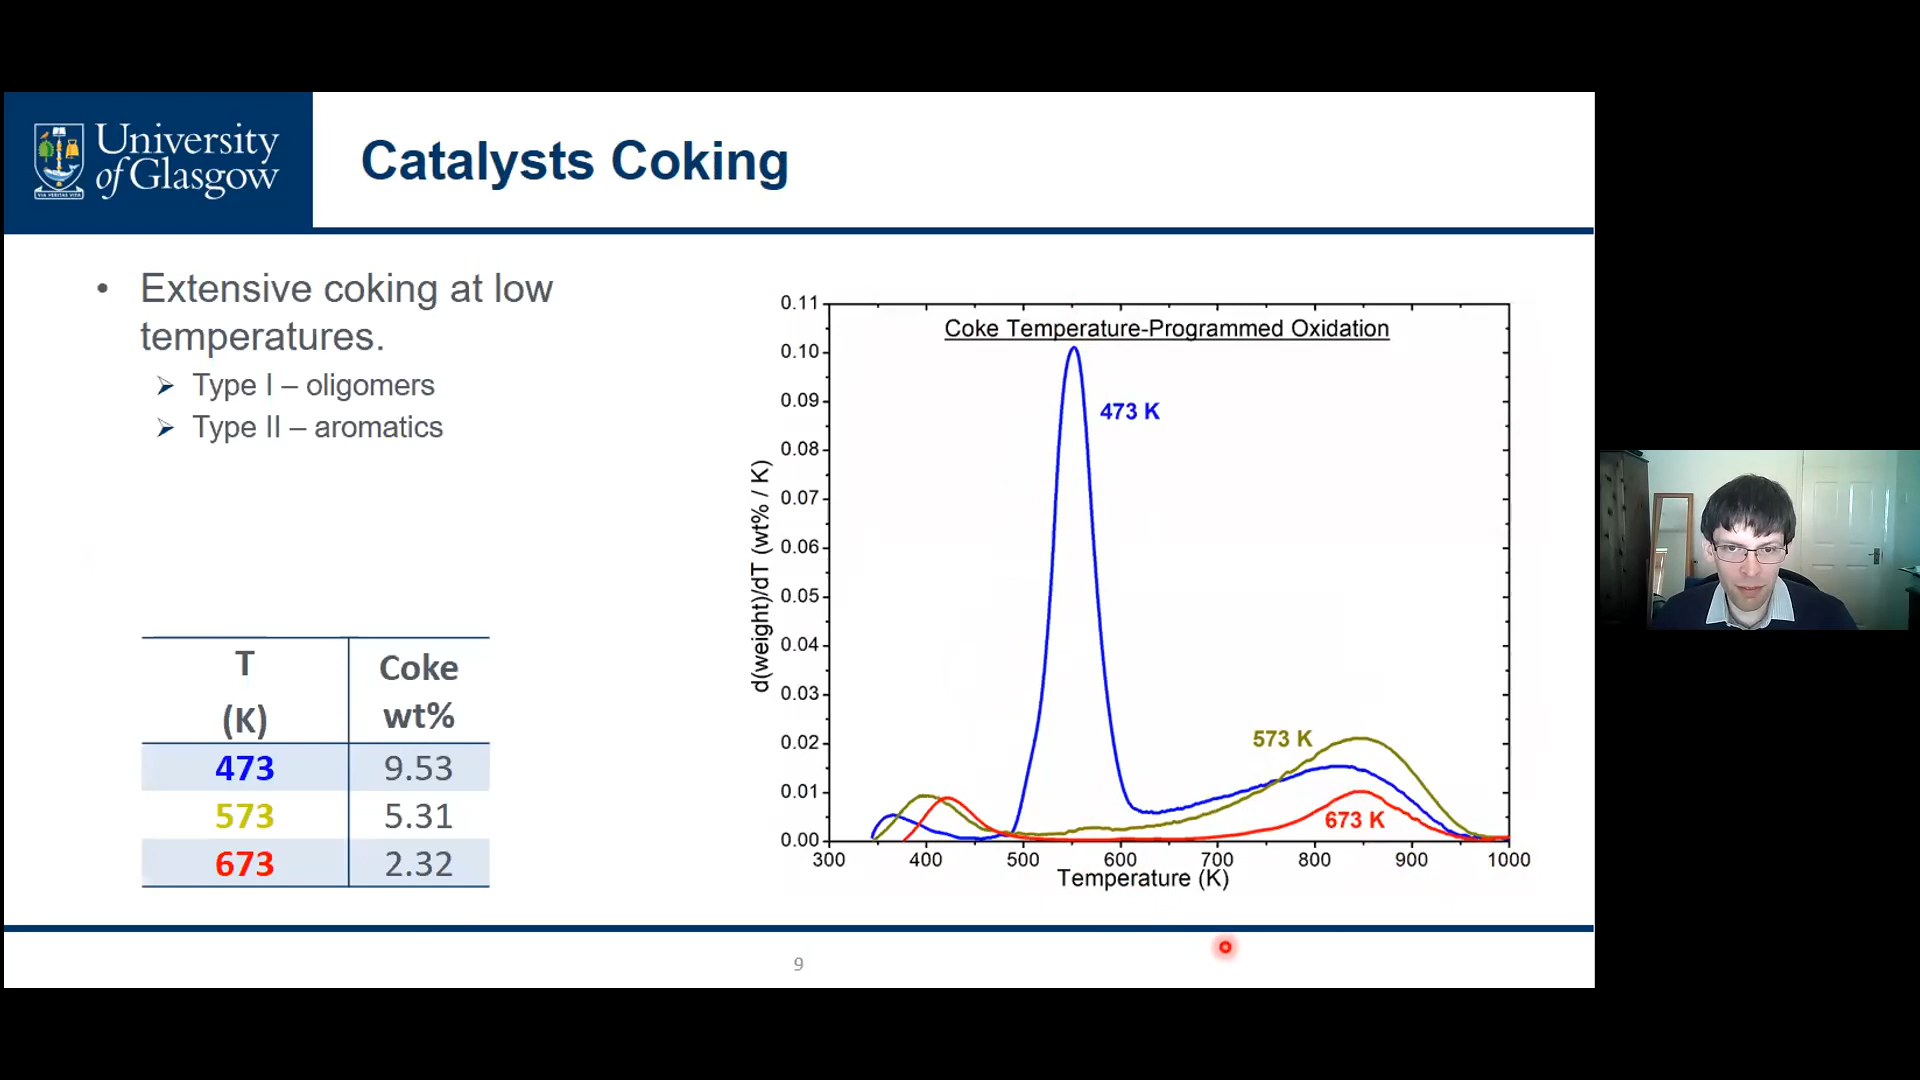 University
of Glasgow
VIA VERITAS VITA
Catalysts Coking
• Extensive coking at low
temperatures.
Type I – oligomers
Type II – aromatics
T
(K)
Coke
wt%
473 9.53
573 5.31
673 2.32
Coke Temperature-Programmed Oxidation
d(weight)/dT (wt% / K)
0.11
0.10
0.09
0.08
0.07
0.06
0.05
0.04
0.03
0.02
0.01
0.00
473 K
573 K
673 K
300 400 500 600 700 800 900 1000
Temperature (K)
9